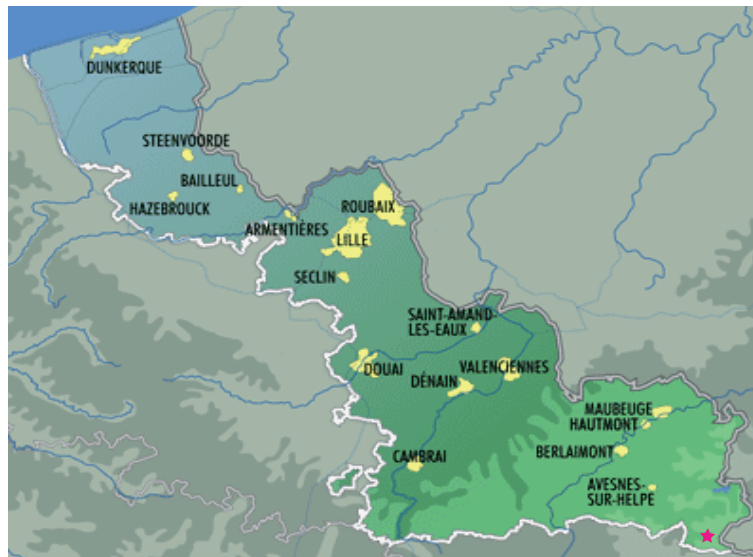 DUNKERQUE
STEENVOORDE
BAILLEUL
HAZEBROUCK
ROUBAIX
ARMENTIÈRES
LILLE
SECLIN
SAINT-AMAND-
LES-EAUX
DOUAI
VALENCIENNES
DÉNAIN
MAUBEUGE
HAUTMONT
CAMBRAI
BERLAIMONT
AVESNES-
SUR-HELPE